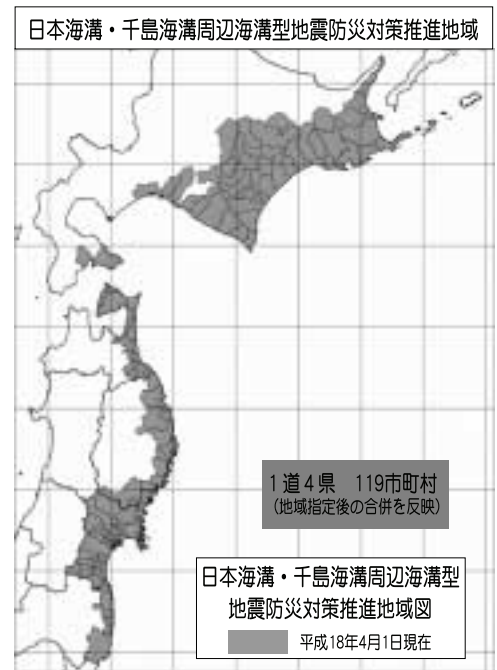 日本海溝・千島海溝周辺海溝型地震防災対策推進地域
1道4県　119市町村
(地域指定後の合併を反映)
日本海溝・千島海溝周辺海溝型
地震防災対策推進地域図
平成18年4月1日現在